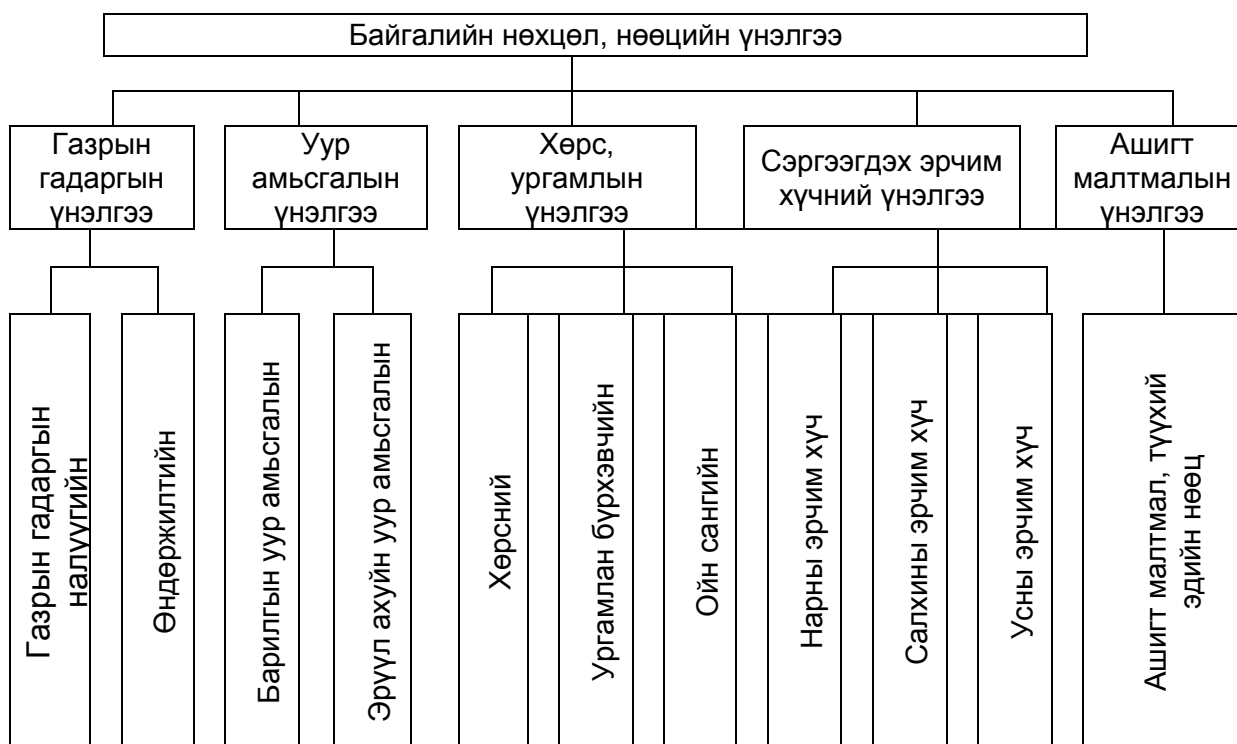 Байгалийн нөхцөл, нөөцийн үнэлгээ
Газрын
гадаргын
үнэлгээ
Уур
амьсгалын
үнэлгээ
Хөрс,
ургамлын
үнэлгээ
Сэргээгдэх эрчим
хүчний үнэлгээ
Ашигт
малтмалын
үнэлгээ
Газрын гадаргын
налуугийн
Өндөржилтийн
Барилгын уур амьсгалын
Эрүүл ахуйн уур амьсгалын
Хөрсний
Ургамлан бүрхэвчийн
Ойн сангийн
Нарны эрчим хүч
Салхины эрчим хүч
Усны эрчим хүч
Ашигт малтмал, түүхий
эдийн нөөц